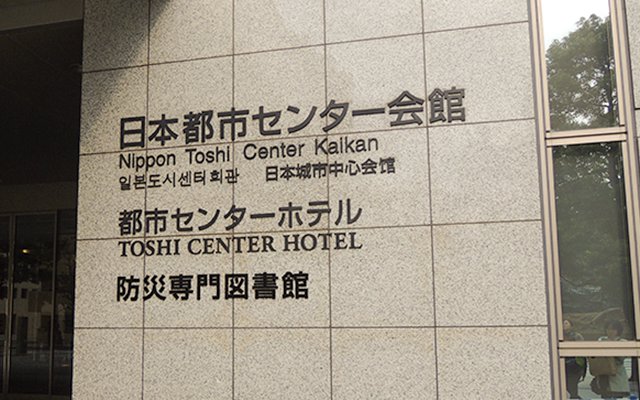 日本都市センター会館
Nippon Toshi Center Kaikan
일본도시센터회관 日本城市中心会馆
都市センターホテル
TOSHI CENTER HOTEL
防災専門図書館